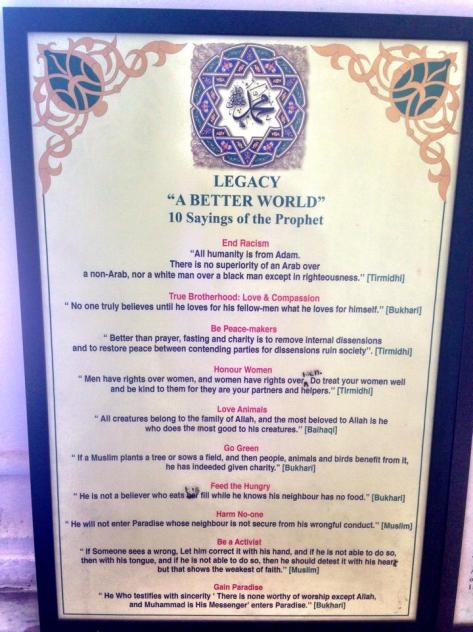 محمد
LEGACY
“A BETTER WORLD”
10 Sayings of the Prophet
End Racism
“All humanity is from Adam.
There is no superiority of an Arab over
a non-Arab, nor a white man over a black man except in righteousness.” [Tirmidhi]
True Brotherhood: Love & Compassion
“ No one truly believes until he loves for his fellow-men what he loves for himself.” [Bukhari]
Be Peace-makers
“ Better than prayer, fasting and charity is to remove internal dissensions
and to restore peace between contending parties for dissensions ruin society”. [Tirmidhi]
Honour Women
“ Men have rights over women, and women have rights over men. Do treat your women well
and be kind to them for they are your partners and helpers.” [Tirmidhi]
Love Animals
“ All creatures belong to the family of Allah, and the most beloved to Allah is he
who does the most good to his creatures.” [Baihaqi]
Go Green
“ If a Muslim plants a tree or sows a field, and then people, animals and birds benefit from it,
he has indeeded given charity.” [Bukhari]
Feed the Hungry
“ He is not a believer who eats his fill while he knows his neighbour has no food.” [Bukhari]
Harm No-one
“ He will not enter Paradise whose neighbour is not secure from his wrongful conduct.” [Muslim]
Be a Activist
“ If Someone sees a wrong, Let him correct it with his hand, and if he is not able to do so,
then with his tongue, and if he is not able to do so, then he should detest it with his heart
but that shows the weakest of faith.” [Muslim]
Gain Paradise
“ He Who testifies with sincerity ‘ There is none worthy of worship except Allah,
and Muhammad is His Messenger’ enters Paradise.” [Bukhari]